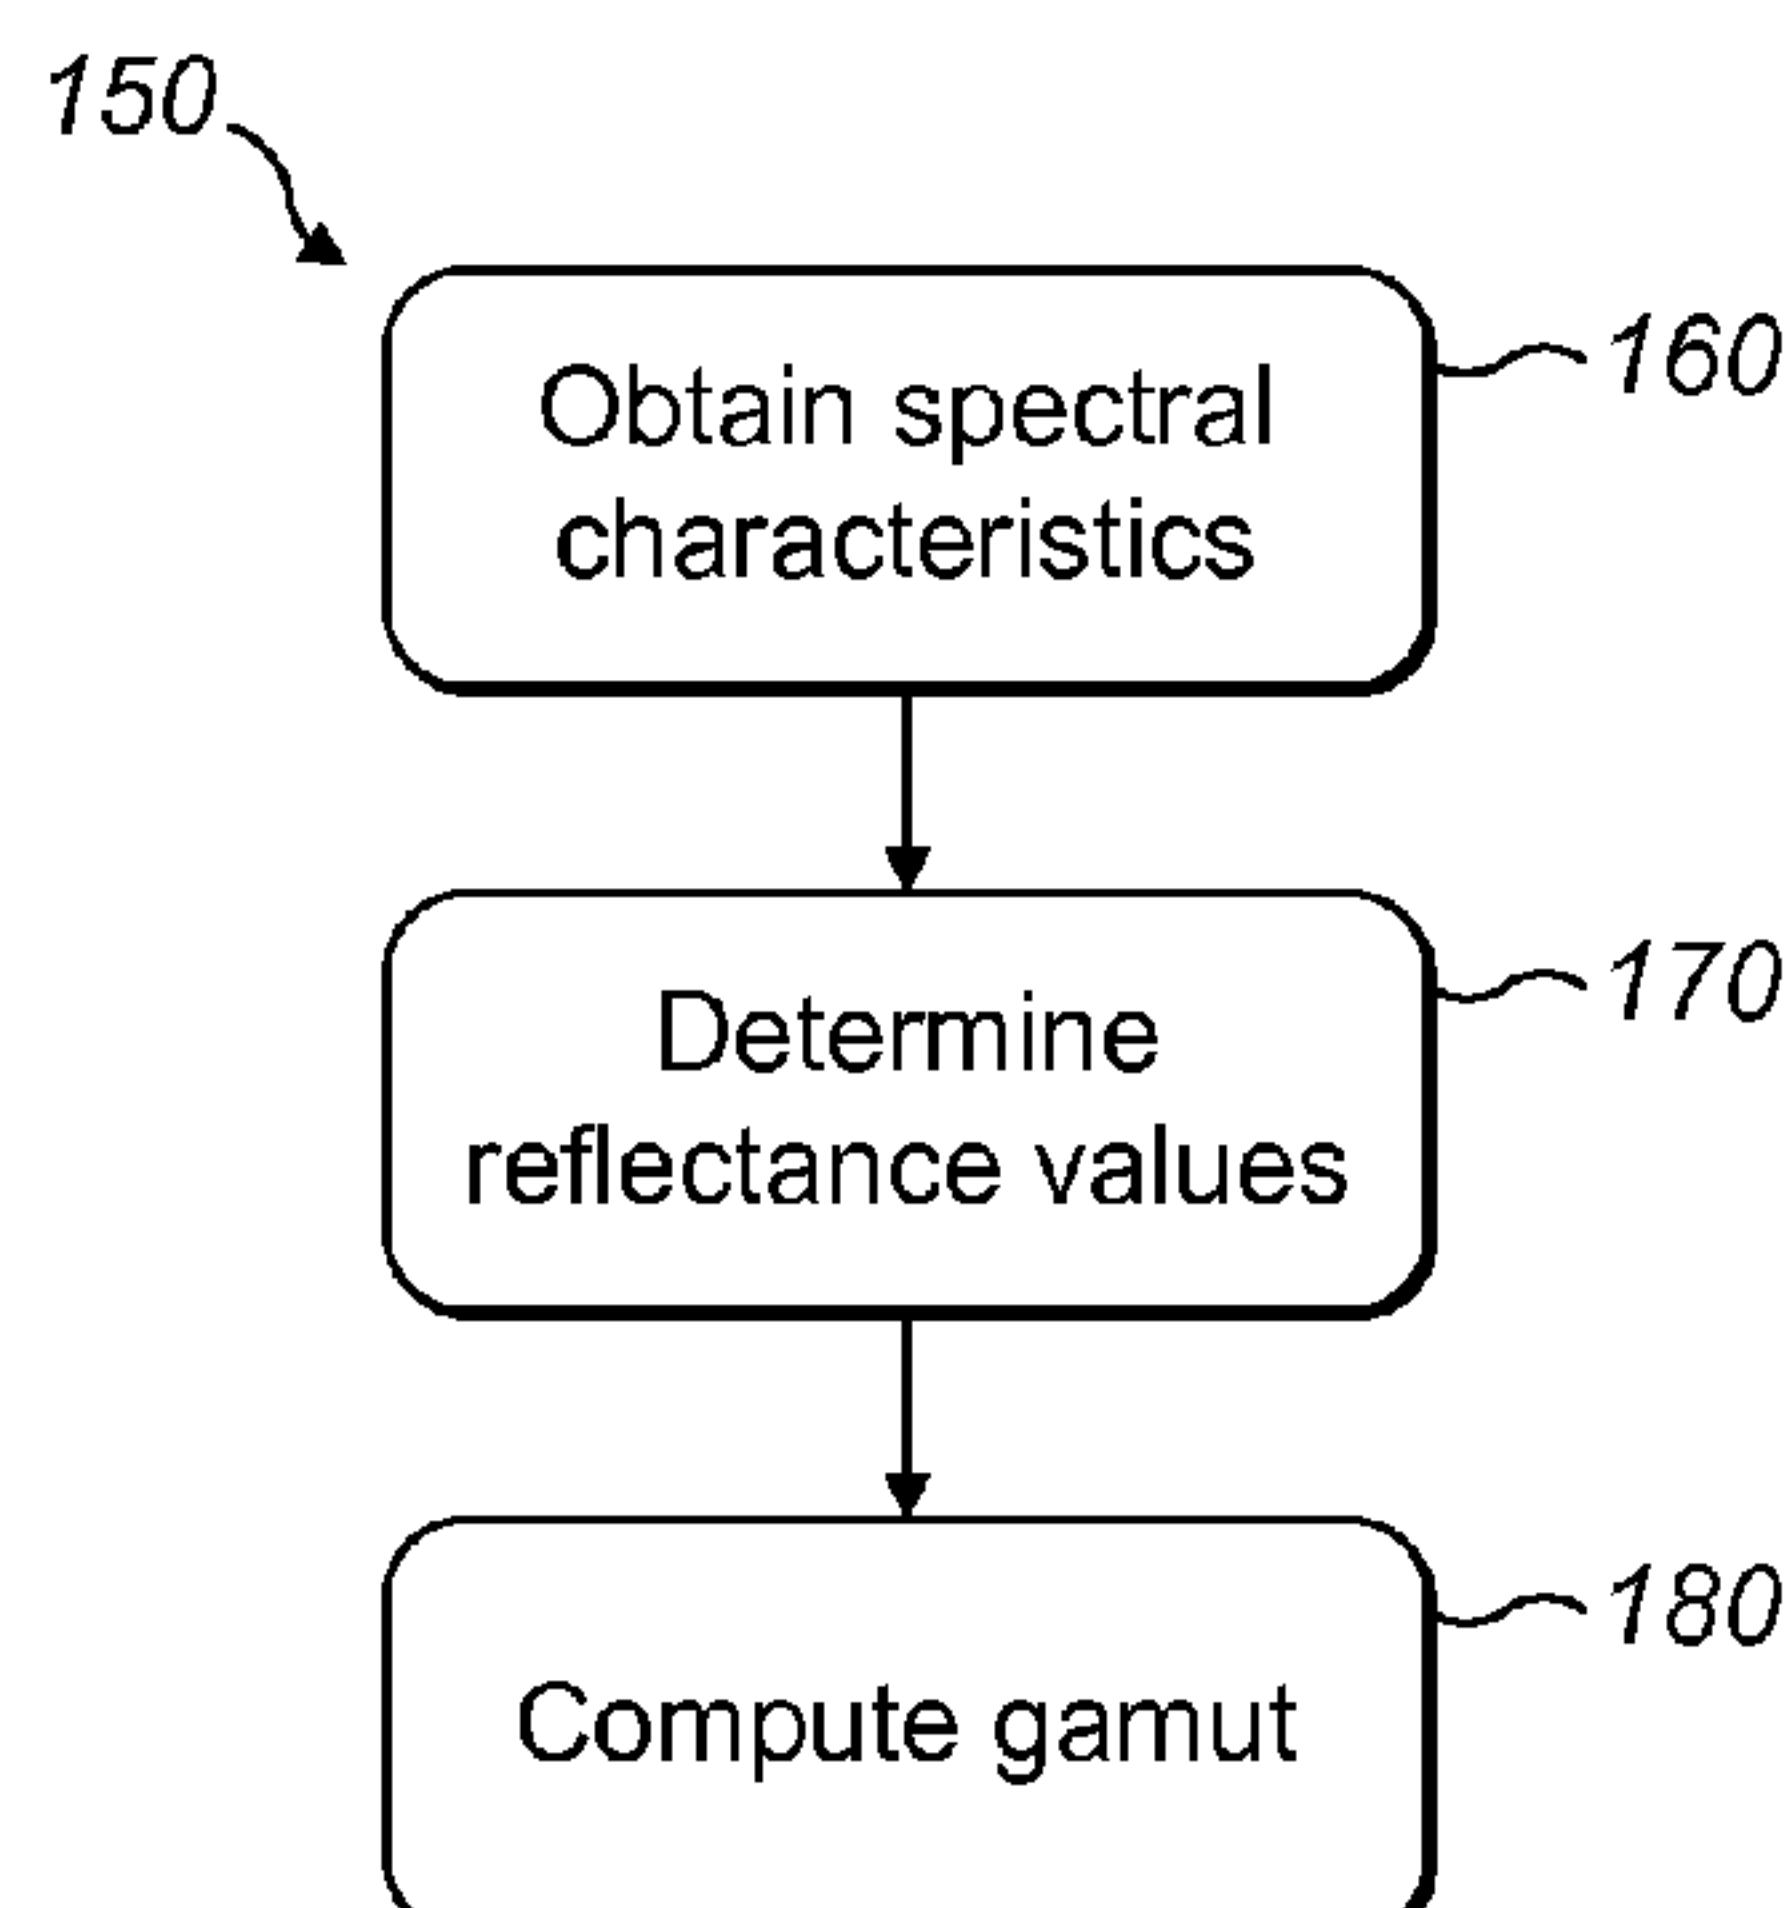 150
160
Obtain spectral
characteristics
170
Determine
reflectance values
180
Compute gamut